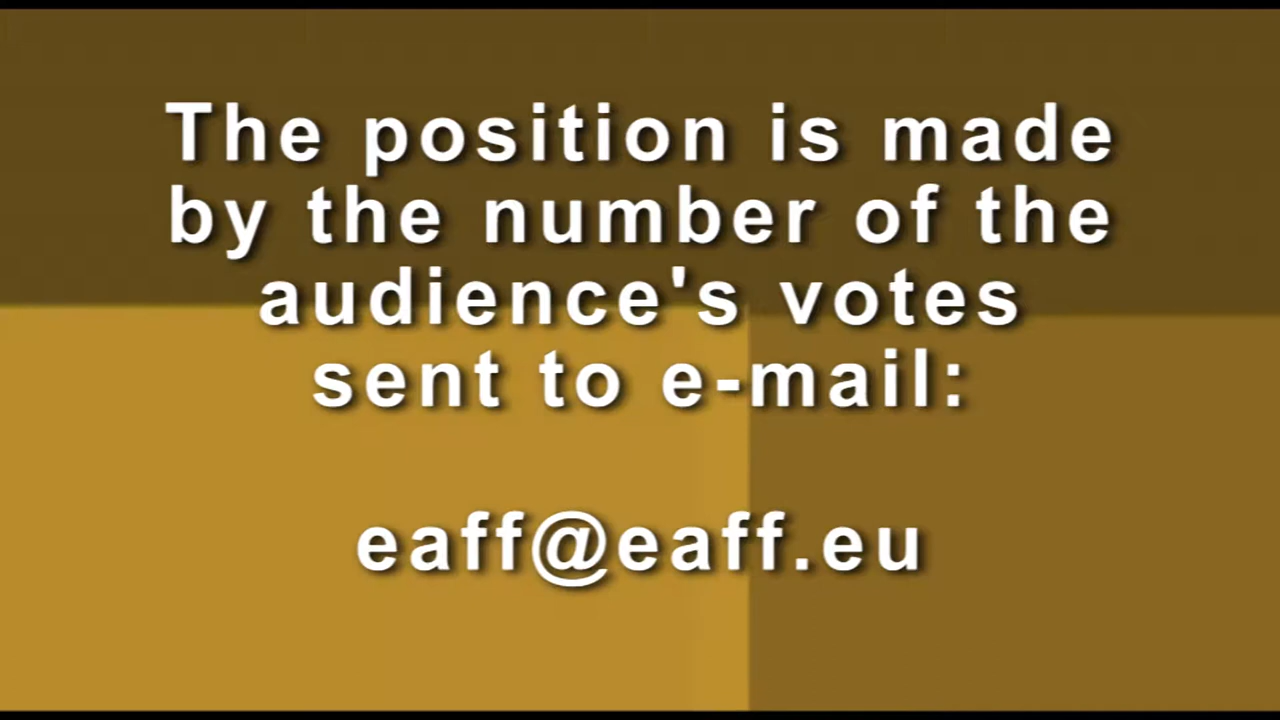 The position is made
by the number of the
audience's votes
sent to e-mail:
eaff@eaff.eu